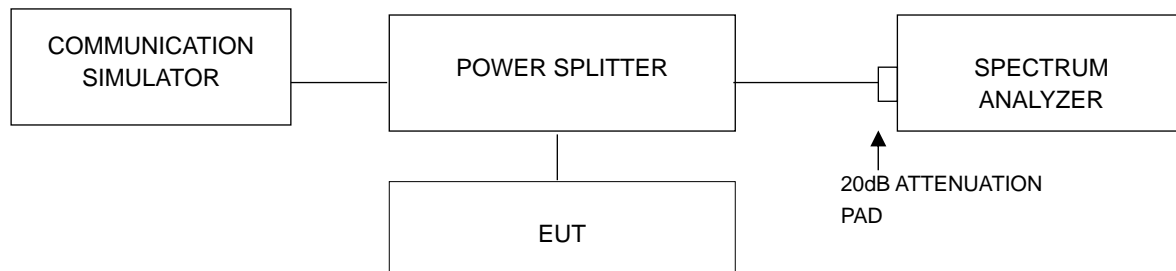 COMMUNICATION
SIMULATOR
POWER SPLITTER
SPECTRUM
ANALYZER
20dB ATTENUATION
PAD
EUT